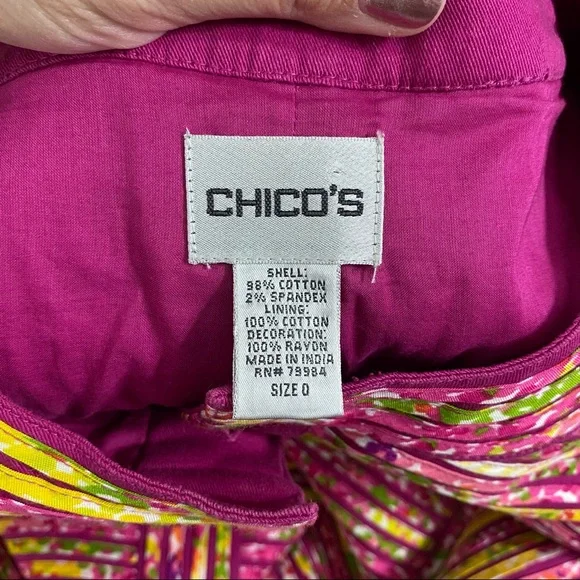 CHICO'S
SHELL:
98% COTTON
2% SPANDEX
LINING:
100% COTTON
DECORATION:
100% RAYON
MADE IN INDIA
RN# 79984
SIZE 0